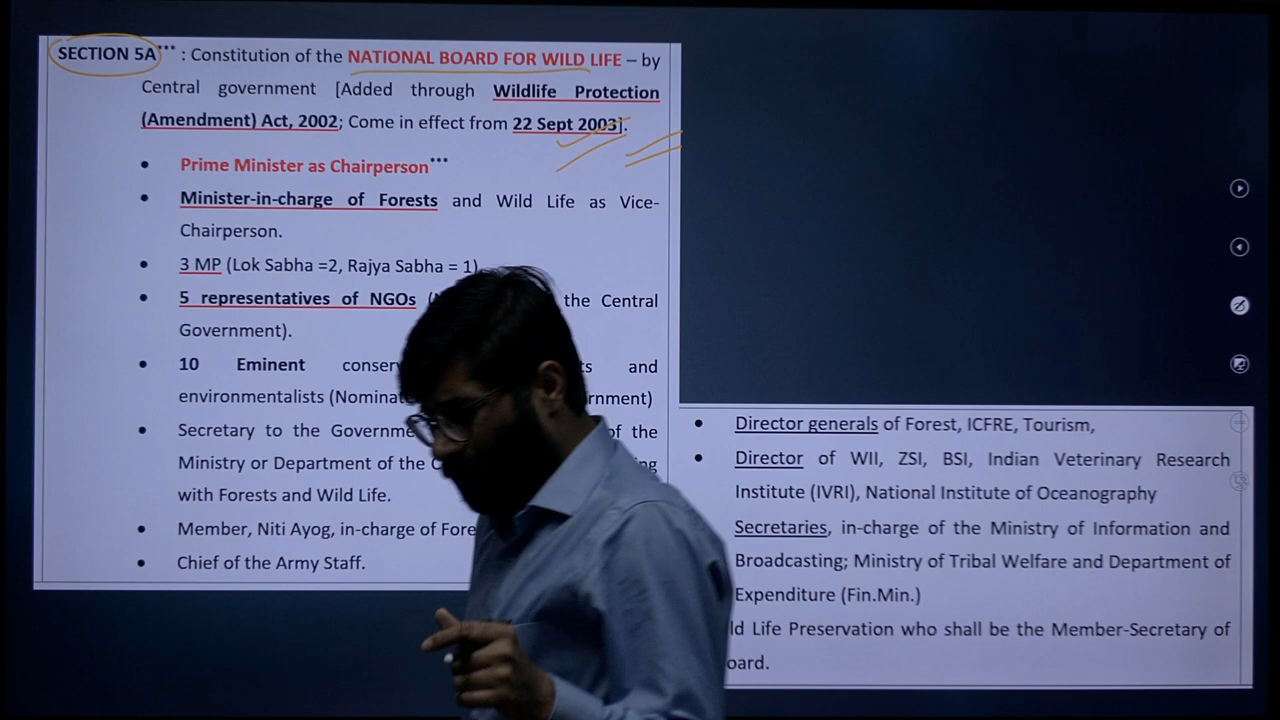 SECTION 5A*** : Constitution of the NATIONAL BOARD FOR WILD LIFE – by
Central government [Added through Wildlife Protection
(Amendment) Act, 2002; Come in effect from 22 Sept 2003].
• Prime Minister as Chairperson***
• Minister-in-charge of Forests and Wild Life as Vice-
Chairperson.
• 3 MP (Lok Sabha =2, Rajya Sabha = 1)
• 5 representatives of NGOs the Central
Government).
• 10 Eminent and
environmentalists
• Secretary to the of the
Ministry or Department of the
with Forests and Wild Life.
• Member, Niti Ayog, in-charge of
• Chief of the Army Staff.
• Director generals of Forest, ICFRE, Tourism,
• Director of WII, ZSI, BSI, Indian Veterinary Research
Institute (IVRI), National Institute of Oceanography
Secretaries, in-charge of the Ministry of Information and
Broadcasting; Ministry of Tribal Welfare and Department of
Expenditure (Fin.Min.)
Life Preservation who shall be the Member-Secretary of